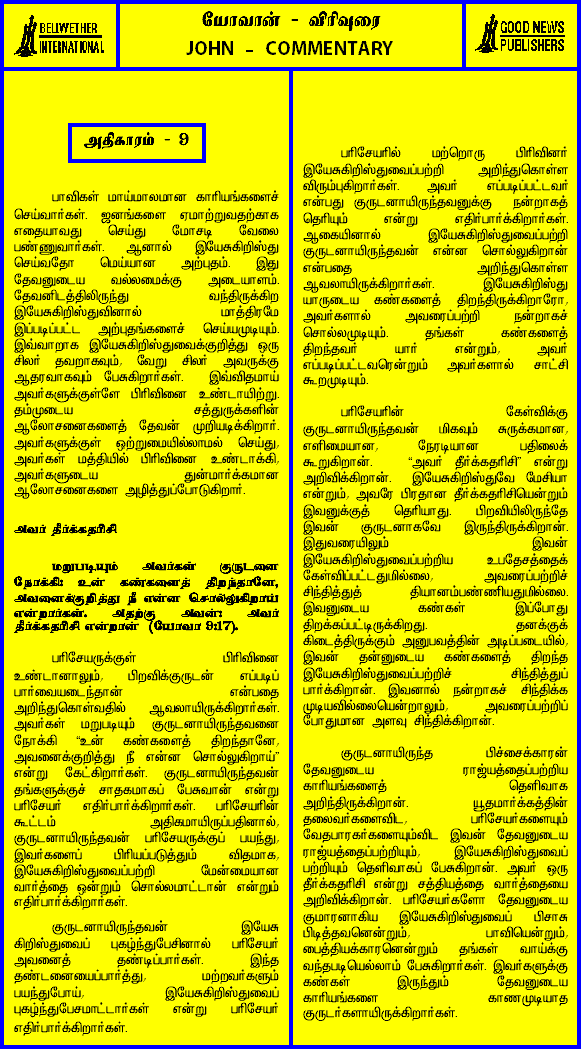 BELLWETHER
INTERNATIONAL
யோவான் - விரிவுரை
JOHN - COMMENTARY
GOOD NEWS
PUBLISHERS
அதிகாரம் - 9
பாவிகள் மாய்மாலமான காரியங்களைச்
செய்வார்கள். ஜனங்களை ஏமாற்றுவதற்காக
எதையாவது செய்து மோசடி வேலை
பண்ணுவார்கள். ஆனால் இயேசுகிறிஸ்து
செய்வதோ மெய்யான அற்புதம். இது
தேவனுடைய வல்லமைக்கு அடையாளம்.
தேவனிடத்திலிருந்து வந்திருக்கிற
இயேசுகிறிஸ்துவினால் மாத்திரமே
இப்படிப்பட்ட அற்புதங்களைச் செய்யமுடியும்.
இவ்வாறாக இயேசுகிறிஸ்துவைக்குறித்து ஒரு
சிலர் தவறாகவும், வேறு சிலர் அவருக்கு
ஆதரவாகவும் பேசுகிறார்கள். இவ்விதமாய்
அவர்களுக்குள்ளே பிரிவினை உண்டாயிற்று.
தம்முடைய சத்துருக்களின்
ஆலோசனைகளைத் தேவன் முறியடிக்கிறார்.
அவர்களுக்குள் ஒற்றுமையில்லாமல் செய்து,
அவர்கள் மத்தியில் பிரிவினை உண்டாக்கி,
அவர்களுடைய துன்மார்க்கமான
ஆலோசனைகளை அழித்துப்போடுகிறார்.
அவர் தீர்க்கதரிசி
மறுபடியும் அவர்கள் குருடனை
நோக்கி: உன் கண்களைத் திறந்தானே,
அவனைக்குறித்து நீ என்ன சொல்லுகிறாய்
என்றார்கள். அதற்கு அவன்: அவர்
தீர்க்கதரிசி என்றான் (யோவா 9:17).
பரிசேயருக்குள் பிரிவினை
உண்டானாலும், பிறவிக்குருடன் எப்படிப்
பார்வையடைந்தான் என்பதை
அறிந்துகொள்வதில் ஆவலாயிருக்கிறார்கள்.
அவர்கள் மறுபடியும் குருடனாயிருந்தவனை
நோக்கி "உன் கண்களைத் திறந்தானே,
அவனைக்குறித்து நீ என்ன சொல்லுகிறாய்"
என்று கேட்கிறார்கள். குருடனாயிருந்தவன்
தங்களுக்குச் சாதகமாகப் பேசுவான் என்று
பரிசேயர் எதிர்பார்க்கிறார்கள். பரிசேயரின்
கூட்டம் அதிகமாயிருப்பதினால்,
குருடனாயிருந்தவன் பரிசேயருக்குப் பயந்து,
இவர்களைப் பிரியப்படுத்தும் விதமாக,
இயேசுகிறிஸ்துவைப்பற்றி மேன்மையான
வார்த்தை ஒன்றும் சொல்லமாட்டான் என்றும்
எதிர்பார்க்கிறார்கள்.
குருடனாயிருந்தவன் இயேசு
கிறிஸ்துவைப் புகழ்ந்துபேசினால் பரிசேயர்
அவனைத் தண்டிப்பார்கள். இந்த
தண்டனையைப்பார்த்து, மற்றவர்களும்
பயந்துபோய், இயேசுகிறிஸ்துவைப்
புகழ்ந்துபேசமாட்டார்கள் என்று பரிசேயர்
எதிர்பார்க்கிறார்கள்.
பரிசேயரில் மற்றொரு பிரிவினர்
இயேசுகிறிஸ்துவைப்பற்றி அறிந்துகொள்ள
விரும்புகிறார்கள். அவர் எப்படிப்பட்டவர்
என்பது குருடனாயிருந்தவனுக்கு நன்றாகத்
தெரியும் என்று எதிர்பார்க்கிறார்கள்.
ஆகையினால் இயேசுகிறிஸ்துவைப்பற்றி
குருடனாயிருந்தவன் என்ன சொல்லுகிறான்
என்பதை அறிந்துகொள்ள
ஆவலாயிருக்கிறார்கள். இயேசுகிறிஸ்து
யாருடைய கண்களைத் திறந்திருக்கிறாரோ,
அவர்களால் அவரைப்பற்றி நன்றாகச்
சொல்லமுடியும். தங்கள் கண்களைத்
திறந்தவர் யார் என்றும், அவர்
எப்படிப்பட்டவரென்றும் அவர்களால் சாட்சி
கூறமுடியும்.
பரிசேயரின் கேள்விக்கு
குருடனாயிருந்தவன் மிகவும் சுருக்கமான,
எளிமையான, நேரடியான பதிலைக்
கூறுகிறான். "அவர் தீர்க்கதரிசி" என்று
அறிவிக்கிறான். இயேசுகிறிஸ்துவே மேசியா
என்றும், அவரே பிரதான தீர்க்கதரிசியென்றும்
இவனுக்குத் தெரியாது. பிறவியிலிருந்தே
இவன் குருடனாகவே இருந்திருக்கிறான்.
இதுவரையிலும் இவன்
இயேசுகிறிஸ்துவைப்பற்றிய உபதேசத்தைக்
கேள்விப்பட்டதுமில்லை, அவரைப்பற்றிச்
சிந்தித்துத் தியானம்பண்ணியதுமில்லை.
இவனுடைய கண்கள் இப்போது
திறக்கப்பட்டிருக்கிறது. தனக்குக்
கிடைத்திருக்கும் அனுபவத்தின் அடிப்படையில்,
இவன் தன்னுடைய கண்களைத் திறந்த
இயேசுகிறிஸ்துவைப்பற்றிச் சிந்தித்துப்
பார்க்கிறான். இவனால் நன்றாகச் சிந்திக்க
முடியவில்லையென்றாலும், அவரைப்பற்றிப்
போதுமான அளவு சிந்திக்கிறான்.
குருடனாயிருந்த பிச்சைக்காரன்
தேவனுடைய ராஜ்யத்தைப்பற்றிய
காரியங்களைத் தெளிவாக
அறிந்திருக்கிறான். யூதமார்க்கத்தின்
தலைவர்களைவிட, பரிசேயர்களையும்
வேதபாரகர்களையும்விட இவன் தேவனுடைய
ராஜ்யத்தைப்பற்றியும், இயேசுகிறிஸ்துவைப்
பற்றியும் தெளிவாகப் பேசுகிறான். அவர் ஒரு
தீர்க்கதரிசி என்று சத்தியத்தை வார்த்தையை
அறிவிக்கிறான். பரிசேயர்களோ தேவனுடைய
குமாரனாகிய இயேசுகிறிஸ்துவைப் பிசாசு
பிடித்தவனென்றும், பாவியென்றும்,
பைத்தியக்காரனென்றும் தங்கள் வாய்க்கு
வந்தபடியெல்லாம் பேசுகிறார்கள். இவர்களுக்கு
கண்கள் இருந்தும் தேவனுடைய
காரியங்களை காணமுடியாத
குருடர்களாயிருக்கிறார்கள்.